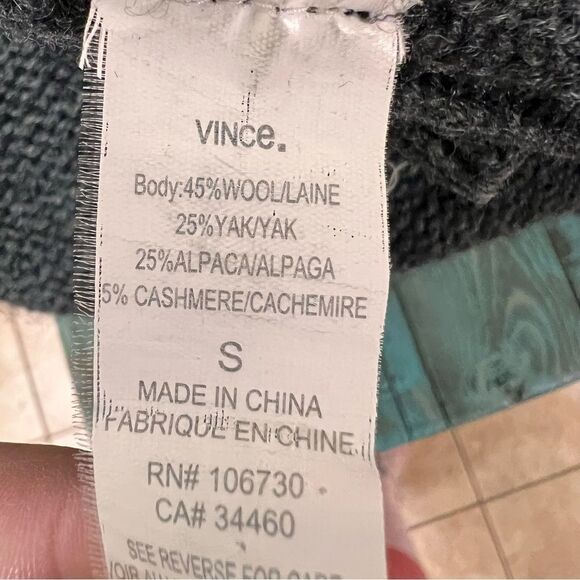 VINCe.
Body:45%WOOL/LAINE
25%YAK/YAK
25%ALPACA/ALPAGA
5% CASHMERE/CACHEMIRE
S
MADE IN CHINA
FABRIQUE EN CHINE
RN# 106730
CA# 34460
SEE REVERSE FOR CARE